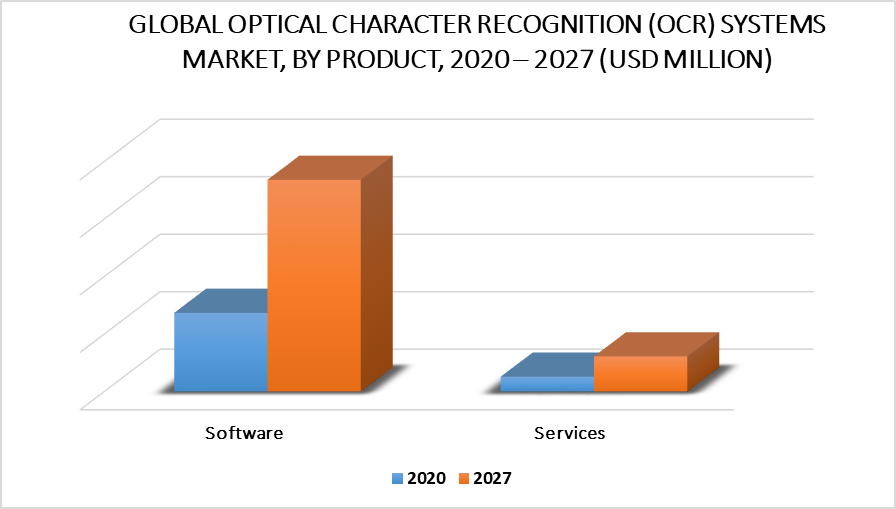 GLOBAL OPTICAL CHARACTER RECOGNITION (OCR) SYSTEMS
MARKET, BY PRODUCT, 2020 – 2027 (USD MILLION)
Software
Services
2020
2027